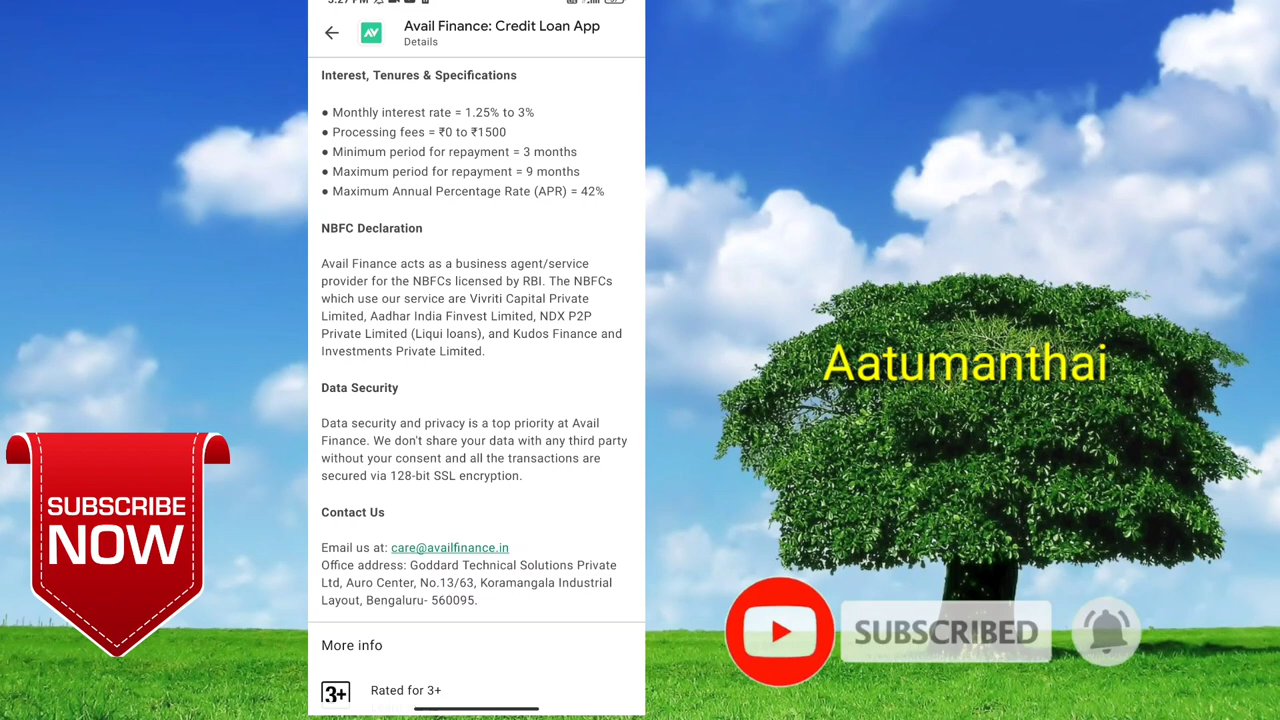 3:27 PM
Avail Finance: Credit Loan App
Details
Interest, Tenures & Specifications
● Monthly interest rate = 1.25% to 3%
● Processing fees = ₹0 to ₹1500
● Minimum period for repayment = 3 months
● Maximum period for repayment = 9 months
● Maximum Annual Percentage Rate (APR) = 42%
NBFC Declaration
Avail Finance acts as a business agent/service
provider for the NBFCs licensed by RBI. The NBFCs
which use our service are Vivriti Capital Private
Limited, Aadhar India Finvest Limited, NDX P2P
Private Limited (Liqui loans), and Kudos Finance and
Investments Private Limited.
Data Security
Data security and privacy is a top priority at Avail
Finance. We don't share your data with any third party
without your consent and all the transactions are
secured via 128-bit SSL encryption.
Contact Us
Email us at: care@availfinance.in
Office address: Goddard Technical Solutions Private
Ltd, Auro Center, No.13/63, Koramangala Industrial
Layout, Bengaluru- 560095.
More info
3+
Rated for 3+
SUBSCRIBE
NOW
Aatumanthai
SUBSCRIBED